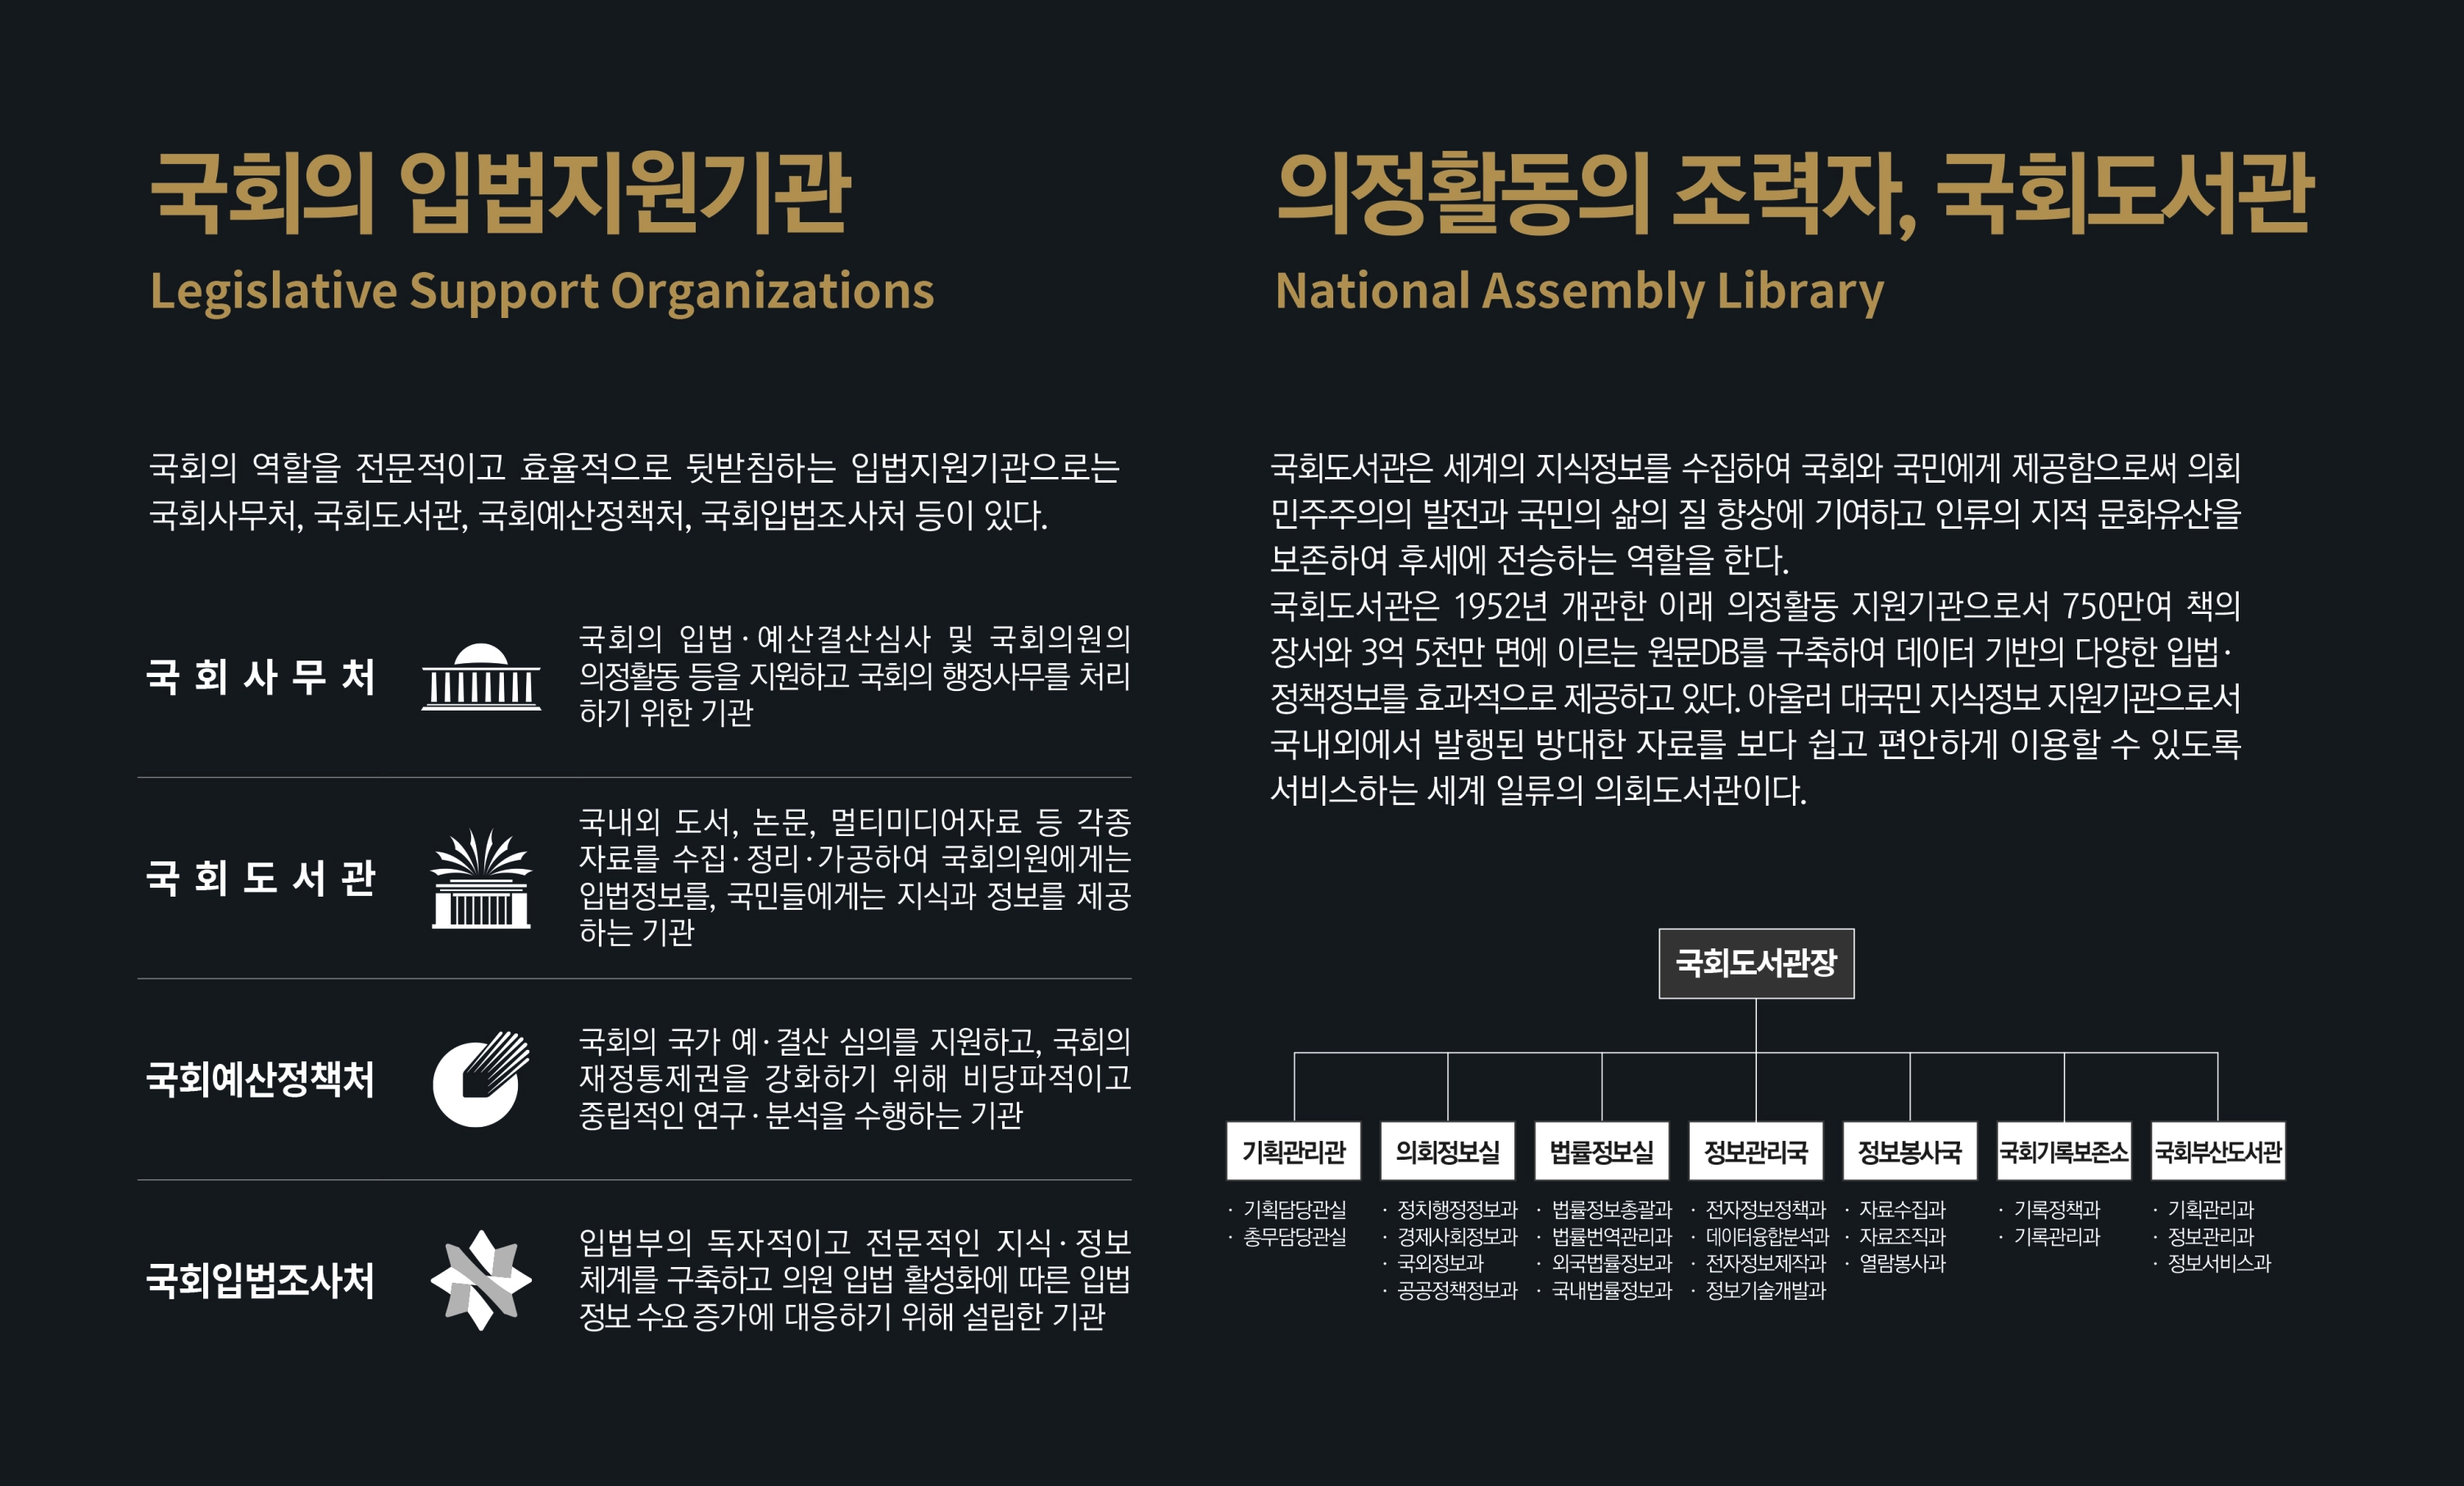 국회의 입법지원기관
Legislative Support Organizations
국회의 역할을 전문적이고 효율적으로 뒷받침하는 입법지원기관으로는
국회사무처, 국회도서관, 국회예산정책처, 국회입법조사처 등이 있다.
국 회 사 무 처
국회의 입법·예산결산심사 및 국회의원의
의정활동 등을 지원하고 국회의 행정사무를 처리
하기 위한 기관
국 회 도 서 관
국내외 도서, 논문, 멀티미디어자료 등 각종
자료를 수집·정리·가공하여 국회의원에게는
입법정보를, 국민들에게는 지식과 정보를 제공
하는 기관
국회예산정책처
국회의 국가 예·결산 심의를 지원하고, 국회의
재정통제권을 강화하기 위해 비당파적이고
중립적인 연구·분석을 수행하는 기관
국회입법조사처
입법부의 독자적이고 전문적인 지식·정보
체계를 구축하고 의원 입법 활성화에 따른 입법
정보 수요 증가에 대응하기 위해 설립한 기관
의정활동의 조력자, 국회도서관
National Assembly Library
국회도서관은 세계의 지식정보를 수집하여 국회와 국민에게 제공함으로써 의회
민주주의의 발전과 국민의 삶의 질 향상에 기여하고 인류의 지적 문화유산을
보존하여 후세에 전승하는 역할을 한다.
국회도서관은 1952년 개관한 이래 의정활동 지원기관으로서 750만여 책의
장서와 3억 5천만 면에 이르는 원문DB를 구축하여 데이터 기반의 다양한 입법·
정책정보를 효과적으로 제공하고 있다. 아울러 대국민 지식정보 지원기관으로서
국내외에서 발행된 방대한 자료를 보다 쉽고 편안하게 이용할 수 있도록
서비스하는 세계 일류의 의회도서관이다.
국회도서관장
기획관리관
· 기획담당관실
· 총무담당관실
의회정보실
· 정치행정정보과
· 경제사회정보과
· 국외정보과
· 공공정책정보과
법률정보실
· 법률정보총괄과
· 법률번역관리과
· 외국법률정보과
· 국내법률정보과
정보관리국
· 전자정보정책과
· 데이터융합분석과
· 전자정보제작과
· 정보기술개발과
정보봉사국
· 자료수집과
· 자료조직과
· 열람봉사과
국회기록보존소
· 기록정책과
· 기록관리과
국회부산도서관
· 기획관리과
· 정보관리과
· 정보서비스과